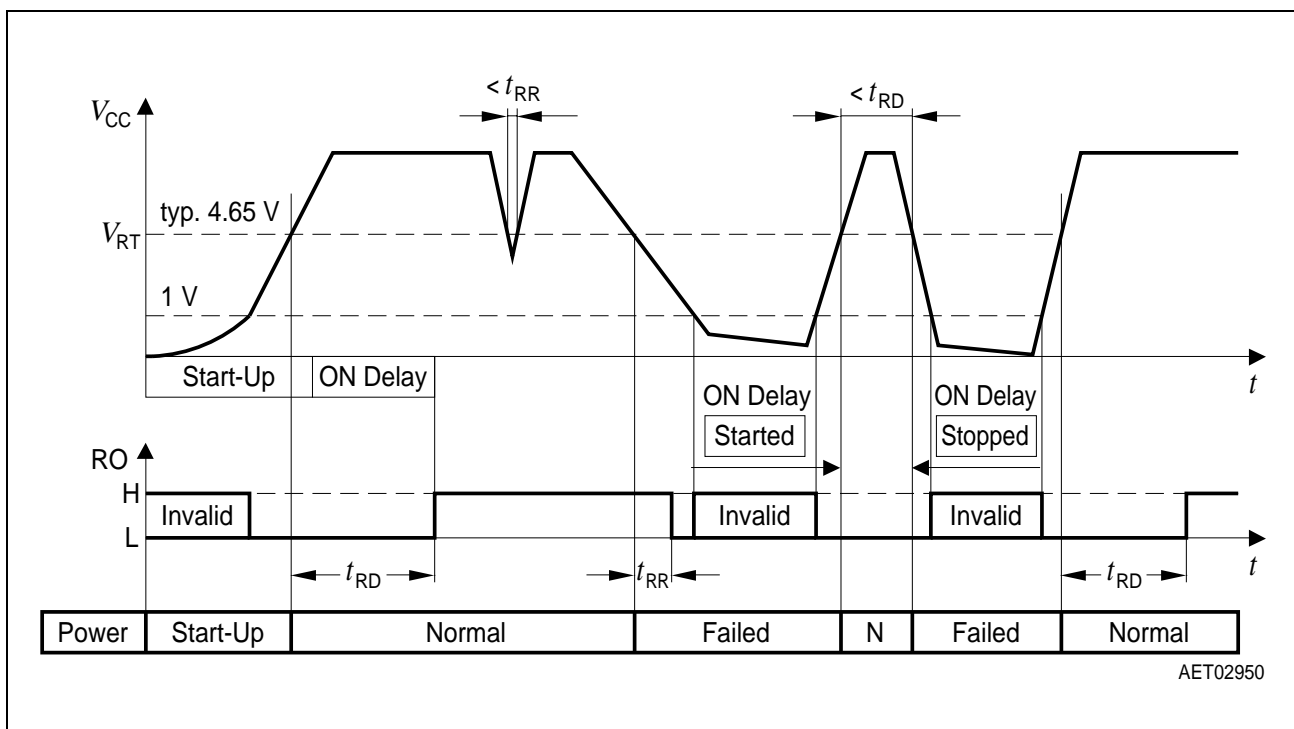 < tRR
< tRD
VCC
typ. 4.65 V
VRT
1 V
Start-Up
ON Delay
t
ON Delay
Started
ON Delay
Stopped
RO
H
Invalid
Invalid
Invalid
L
tRD
tRR
tRD
t
Power
Start-Up
Normal
Failed
N
Failed
Normal
AET02950